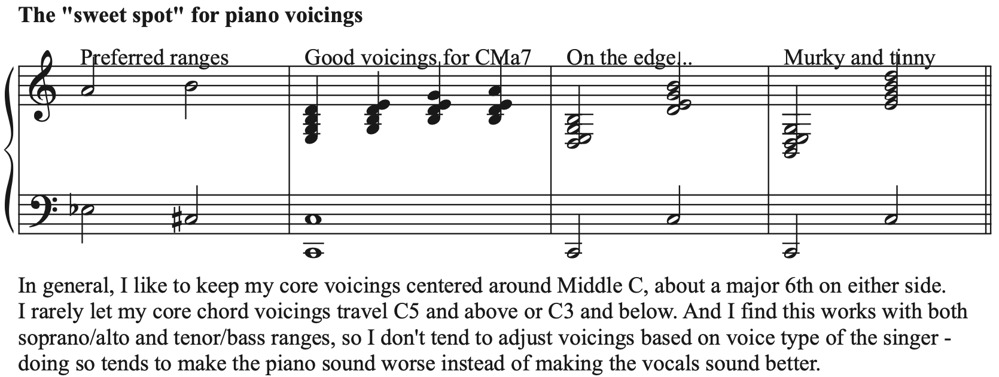 The "sweet spot" for piano voicings
Preferred ranges Good voicings for CMa7 On the edge... Murky and tinny
In general, I like to keep my core voicings centered around Middle C, about a major 6th on either side.
I rarely let my core chord voicings travel C5 and above or C3 and below. And I find this works with both
soprano/alto and tenor/bass ranges, so I don't tend to adjust voicings based on voice type of the singer -
doing so tends to make the piano sound worse instead of making the vocals sound better.